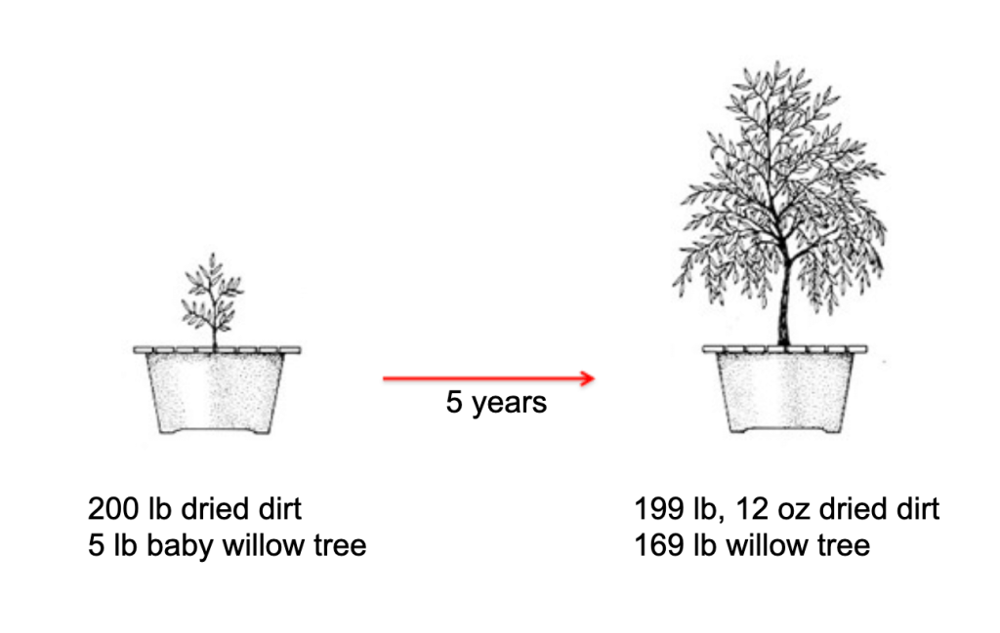 5 years
200 lb dried dirt
5 lb baby willow tree
199 lb, 12 oz dried dirt
169 lb willow tree